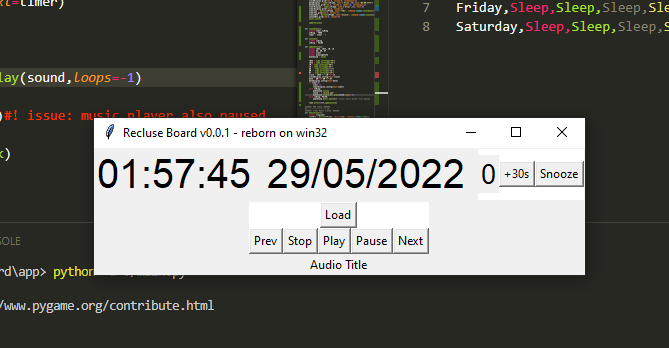 =timer)
7 Friday,Sleep,Sleep,Sleep,Sleep
8 Saturday,Sleep,Sleep,Sleep
lay(sound,loops=-1)
)#! issue: music player also paused
k)
Recluse Board v0.0.1 - reborn on win32
01:57:45 29/05/2022 0 +30s Snooze
Load
Prev Stop Play Pause Next
Audio Title
SOLE
rd\app> python
/www.pygame.org/contribute.html